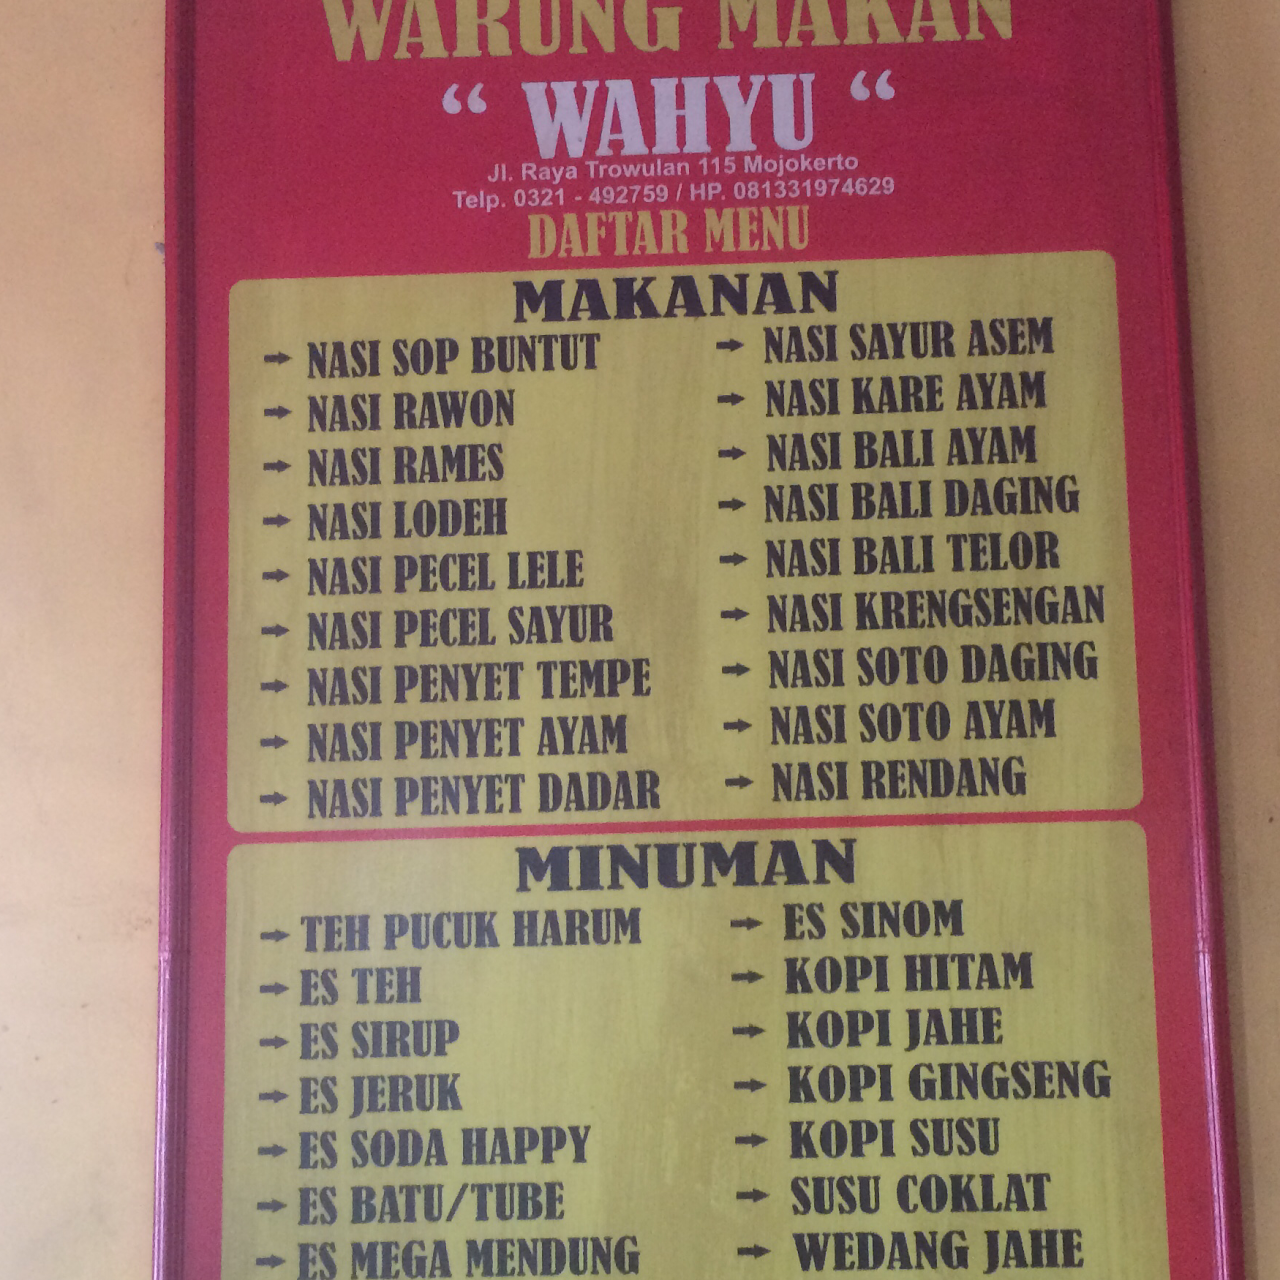 WARUNG MAKAN
“ WAHYU “
Jl. Raya Trowulan 115 Mojokerto
Telp. 0321 - 492759 / HP. 081331974629
DAFTAR MENU
MAKANAN
➞ NASI SOP BUNTUT
➞ NASI RAWON
➞ NASI RAMES
➞ NASI LODEH
➞ NASI PECEL LELE
➞ NASI PECEL SAYUR
➞ NASI PENYET TEMPE
➞ NASI PENYET AYAM
➞ NASI PENYET DADAR
➞ NASI SAYUR ASEM
➞ NASI KARE AYAM
➞ NASI BALI AYAM
➞ NASI BALI DAGING
➞ NASI BALI TELOR
➞ NASI KRENGSENGAN
➞ NASI SOTO DAGING
➞ NASI SOTO AYAM
➞ NASI RENDANG
MINUMAN
➞ TEH PUCUK HARUM
➞ ES TEH
➞ ES SIRUP
➞ ES JERUK
➞ ES SODA HAPPY
➞ ES BATU/TUBE
➞ ES MEGA MENDUNG
➞ ES SINOM
➞ KOPI HITAM
➞ KOPI JAHE
➞ KOPI GINGSENG
➞ KOPI SUSU
➞ SUSU COKLAT
➞ WEDANG JAHE